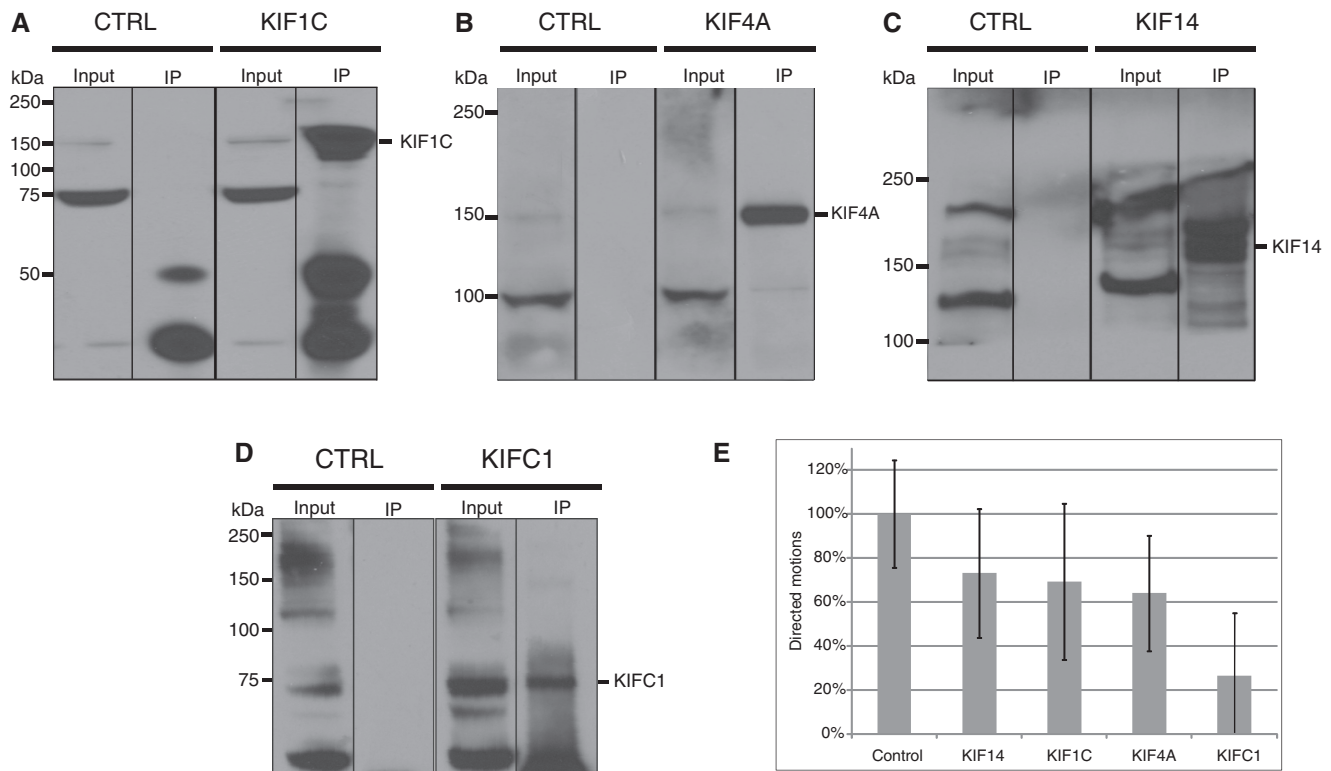 A
CTRL KIF1C
kDa Input IP Input IP
250
150 KIF1C
100
75
50
B
CTRL KIF4A
kDa Input IP Input IP
250
150 KIF4A
100
C
CTRL KIF14
kDa Input IP Input IP
250
KIF14
150
100
D
CTRL KIFC1
kDa Input IP Input IP
250
150
100
75 KIFC1
E
Directed motions
120%
100%
80%
60%
40%
20%
0%
Control KIF14 KIF1C KIF4A KIFC1